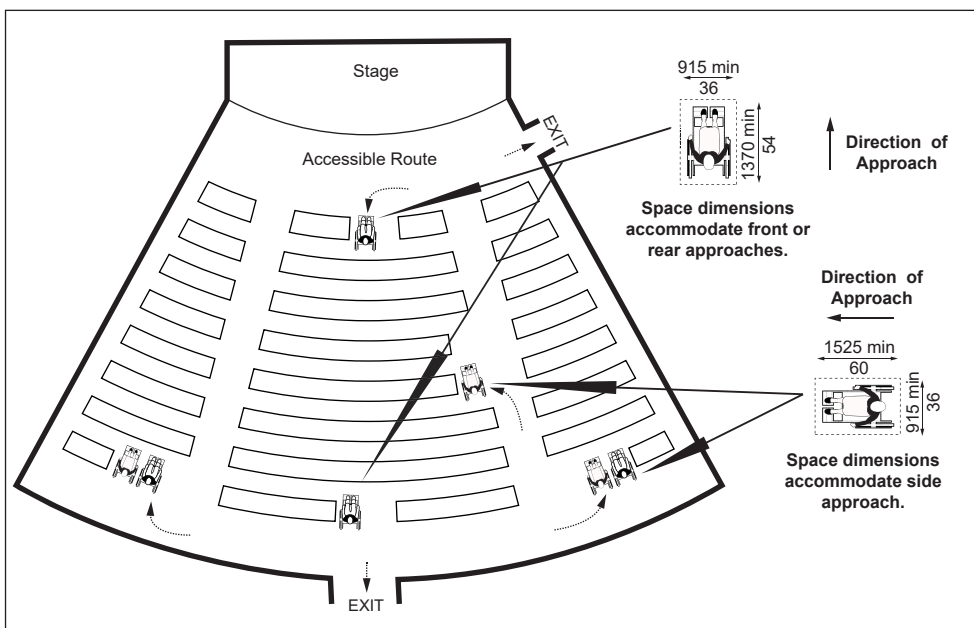 Stage
EXIT
Accessible Route
915 min
36
1370 min
54
Direction of
Approach
Space dimensions
accommodate front or
rear approaches.
Direction of
Approach
1525 min
60
915 min
36
Space dimensions
accommodate side
approach.
EXIT